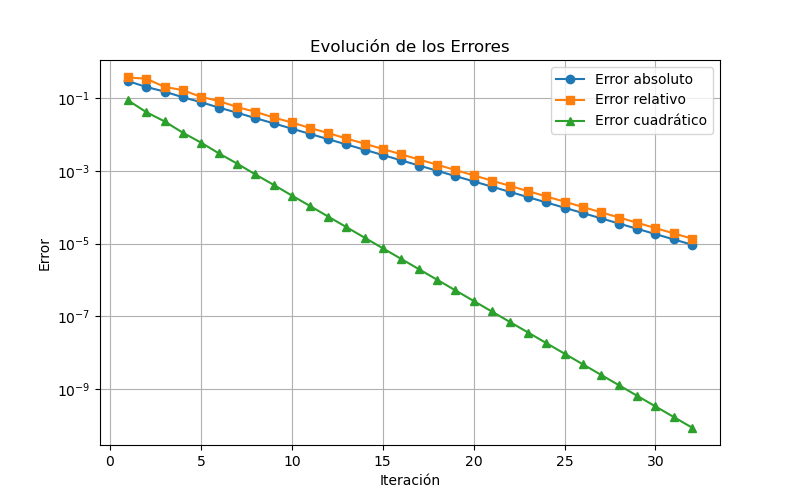 Evolución de los Errores
Error absoluto
Error relativo
Error cuadrático
Error
10⁻¹
10⁻³
10⁻⁵
10⁻⁷
10⁻⁹
0 5 10 15 20 25 30
Iteración